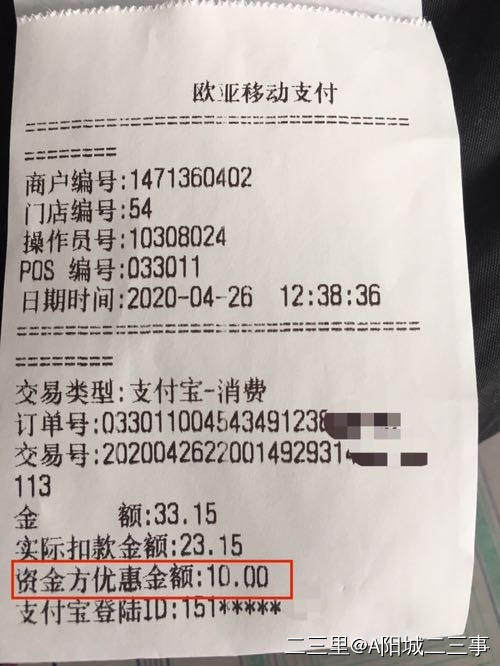 欧亚移动支付
====================================
========
商户编号:1471360402
门店编号:54
操作员号:10308024
POS 编号:033011
日期时间:2020-04-26 12:38:36
====================================
========
交易类型:支付宝-消费
订单号:033011004543491238
交易号:2020042622001492931
113
金 额:33.15
实际扣款金额:23.15
资金方优惠金额:10.00
支付宝登陆ID:151*****
二三里@A阳城二三事